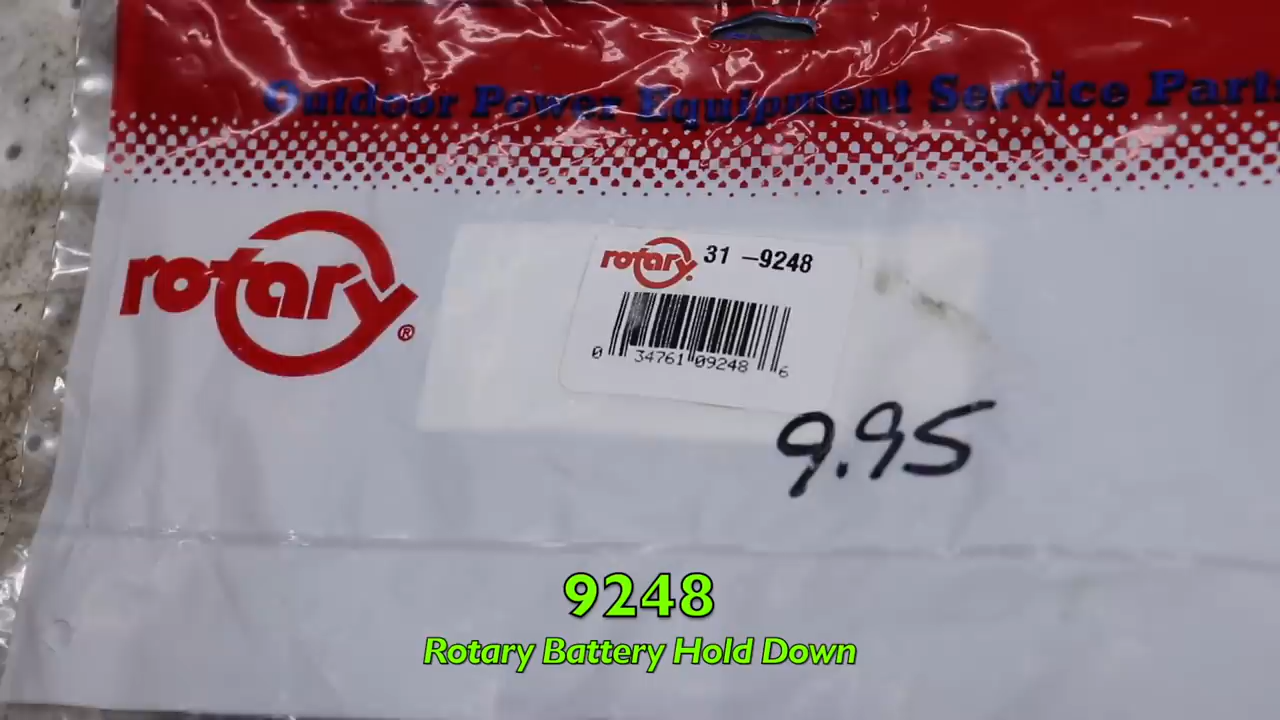 Outdoor Power Equipment Service Parts
rotary®
rotary 31 -9248
0 34761 09248 6
9.95
9248
Rotary Battery Hold Down